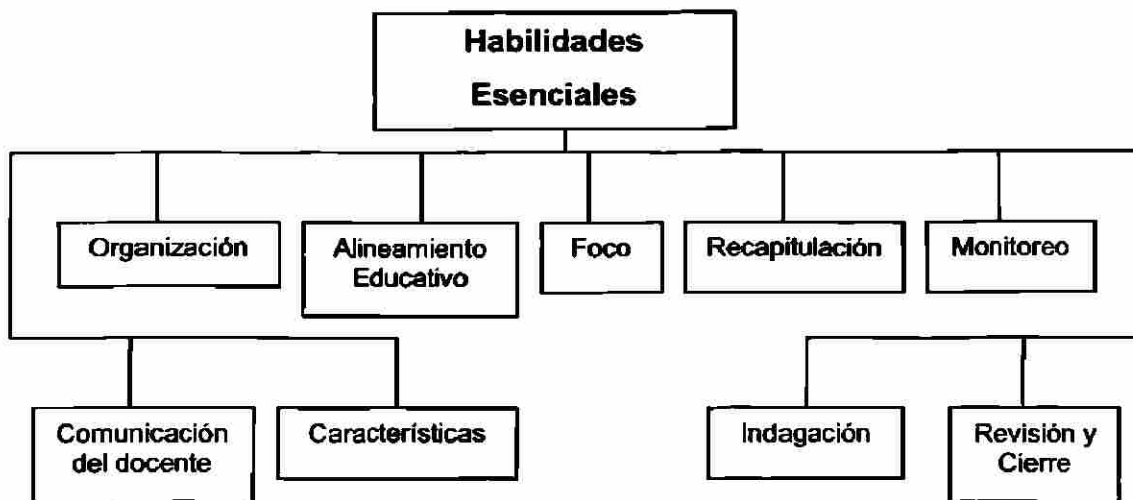 Habilidades
Esenciales
Organización
Alineamiento
Educativo
Foco
Recapitulación
Monitoreo
Comunicación
del docente
Características
Indagación
Revisión y
Cierre